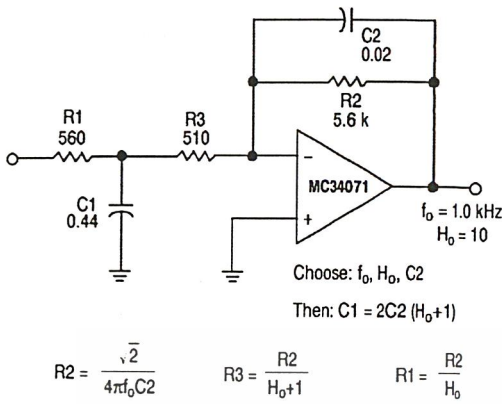 C2
0.02
R2
5.6 k
R1
560
R3
510
C1
0.44
−
+
MC34071
f₀ = 1.0 kHz
H₀ = 10
Choose: f₀, H₀, C2
Then: C1 = 2C2 (H₀+1)
R2 = √2 / 4πf₀C2
R3 = R2 / H₀+1
R1 = R2 / H₀